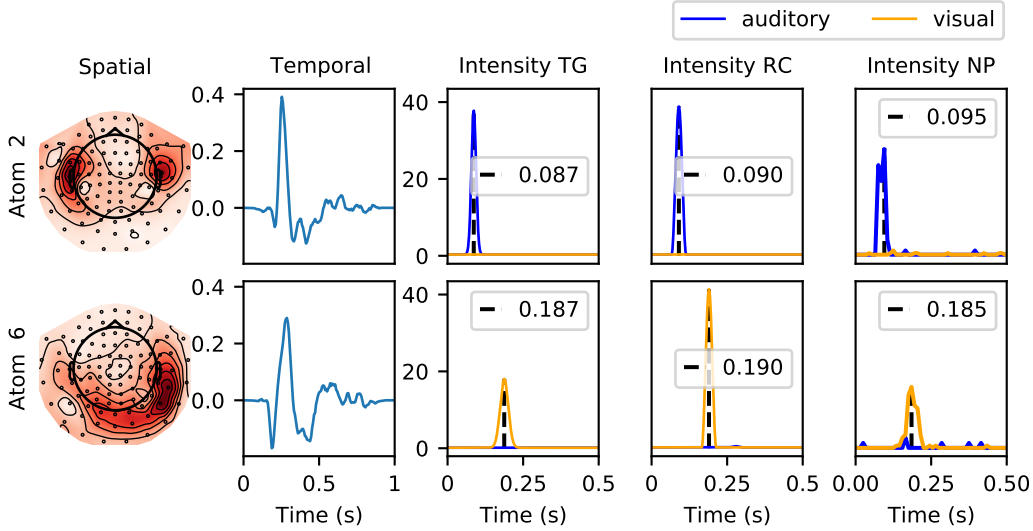 auditory visual
Spatial Temporal Intensity TG Intensity RC Intensity NP
Atom 2
0.4
0.2
0.0
40
20
0
0.087
0.090
0.095
Atom 6
0.4
0.2
0.0
0 0.5 1
Time (s)
40
20
0
0 0.25 0.5
Time (s)
0.187
0 0.25 0.5
Time (s)
0.190
0.00 0.25 0.50
Time (s)
0.185